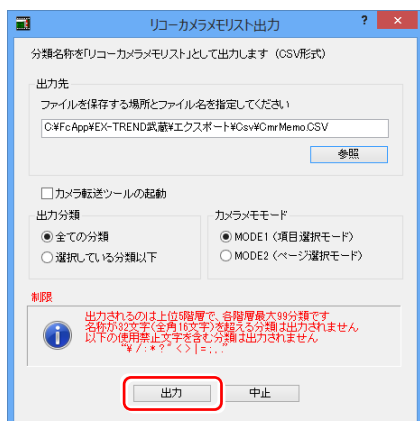 リコーカメラメモリスト出力
? ×
分類名称を「リコーカメラメモリスト」として出力します（CSV形式）
出力先
ファイルを保存する場所とファイル名を指定してください
C:¥FcApp¥EX-TREND武蔵¥エクスポート¥Csv¥CmrMemo.CSV
参照
カメラ転送ツールの起動
出力分類
全ての分類
選択している分類以下
カメラメモモード
MODE1（項目選択モード）
MODE2（ページ選択モード）
制限
出力されるのは上位5階層で、各階層最大99分類です
名称が32文字（全角16文字）を超える分類は出力されません
以下の使用禁止文字を含む分類は出力されません
"¥ / : * ? " < > | = ; , ."
出力
中止